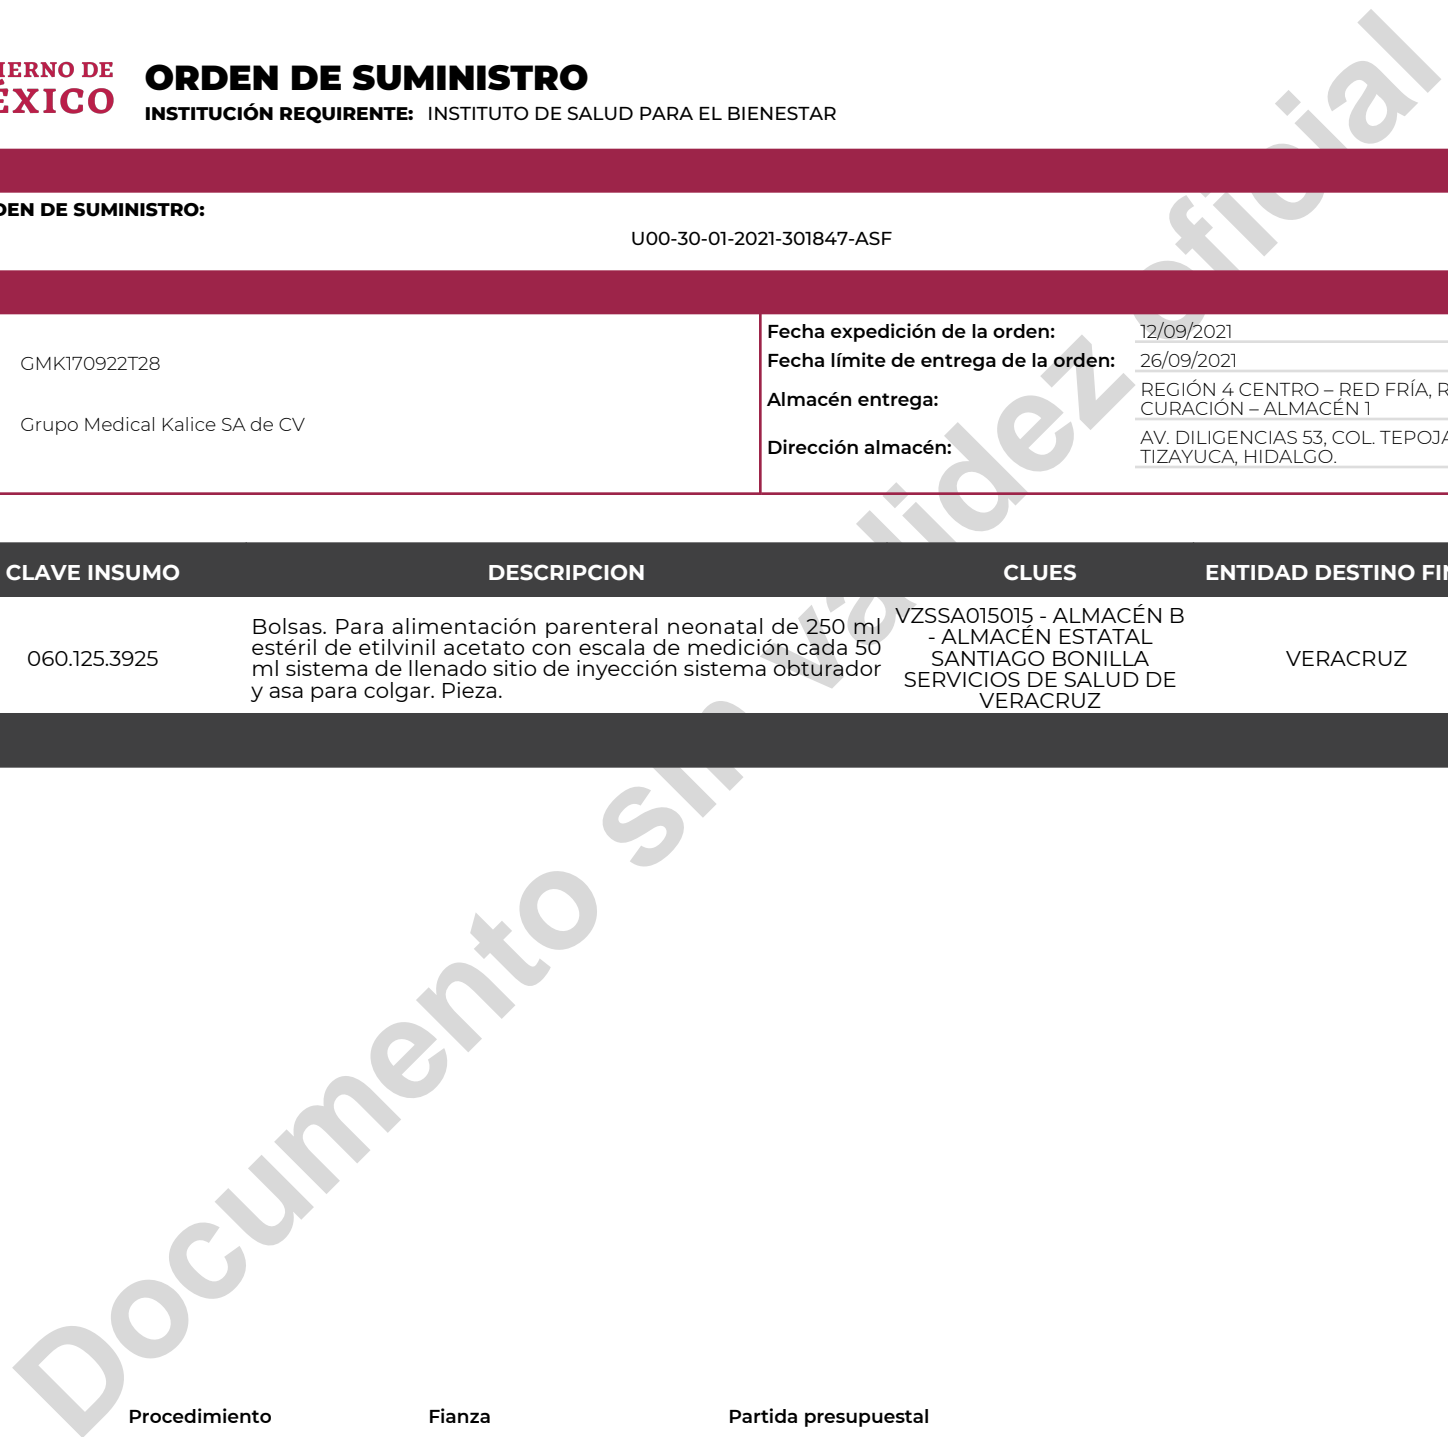 IERNO DE
ÉXICO
ORDEN DE SUMINISTRO
INSTITUCIÓN REQUIRENTE: INSTITUTO DE SALUD PARA EL BIENESTAR
DEN DE SUMINISTRO:
U00-30-01-2021-301847-ASF
GMK170922T28
Grupo Medical Kalice SA de CV
Fecha expedición de la orden: 12/09/2021
Fecha límite de entrega de la orden: 26/09/2021
Almacén entrega: REGIÓN 4 CENTRO – RED FRÍA, R
CURACIÓN – ALMACÉN 1
Dirección almacén: AV. DILIGENCIAS 53, COL. TEPOJA
TIZAYUCA, HIDALGO.
CLAVE INSUMO DESCRIPCION CLUES ENTIDAD DESTINO FIN
060.125.3925
Bolsas. Para alimentación parenteral neonatal de 250 ml
estéril de etilvinil acetato con escala de medición cada 50
ml sistema de llenado sitio de inyección sistema obturador
y asa para colgar. Pieza.
VZSSA015015 - ALMACÉN B
- ALMACÉN ESTATAL
SANTIAGO BONILLA
SERVICIOS DE SALUD DE
VERACRUZ
VERACRUZ
Documento sin validez oficial
Procedimiento Fianza Partida presupuestal